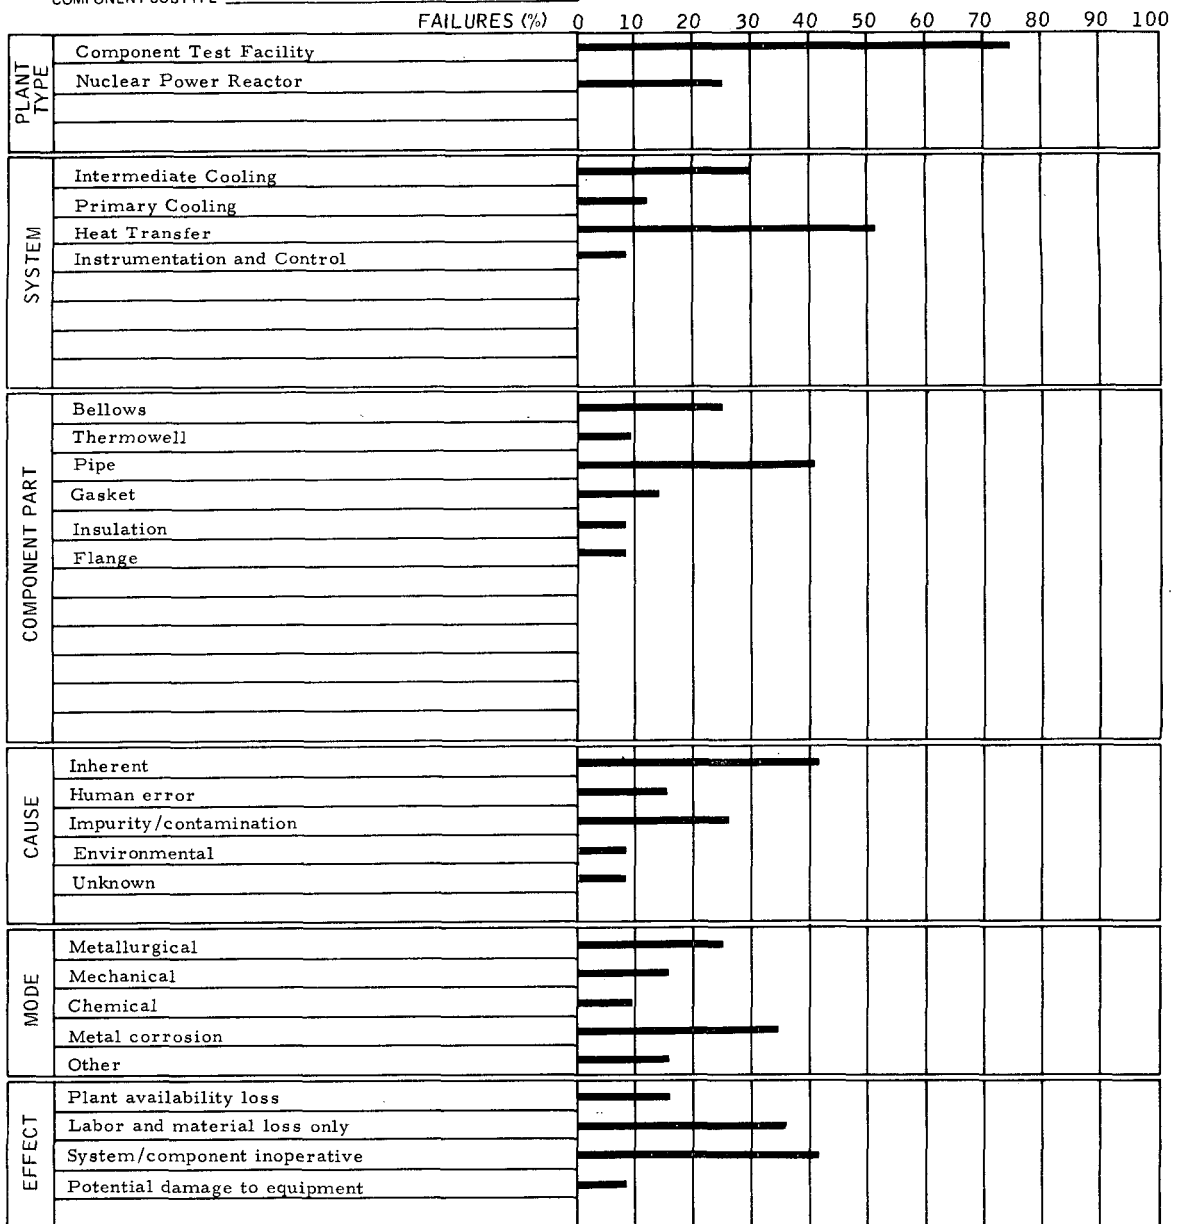 FAILURES (%) 0 10 20 30 40 50 60 70 80 90 100
PLANT TYPE
Component Test Facility
Nuclear Power Reactor
SYSTEM
Intermediate Cooling
Primary Cooling
Heat Transfer
Instrumentation and Control
COMPONENT PART
Bellows
Thermowell
Pipe
Gasket
Insulation
Flange
CAUSE
Inherent
Human error
Impurity/contamination
Environmental
Unknown
MODE
Metallurgical
Mechanical
Chemical
Metal corrosion
Other
EFFECT
Plant availability loss
Labor and material loss only
System/component inoperative
Potential damage to equipment